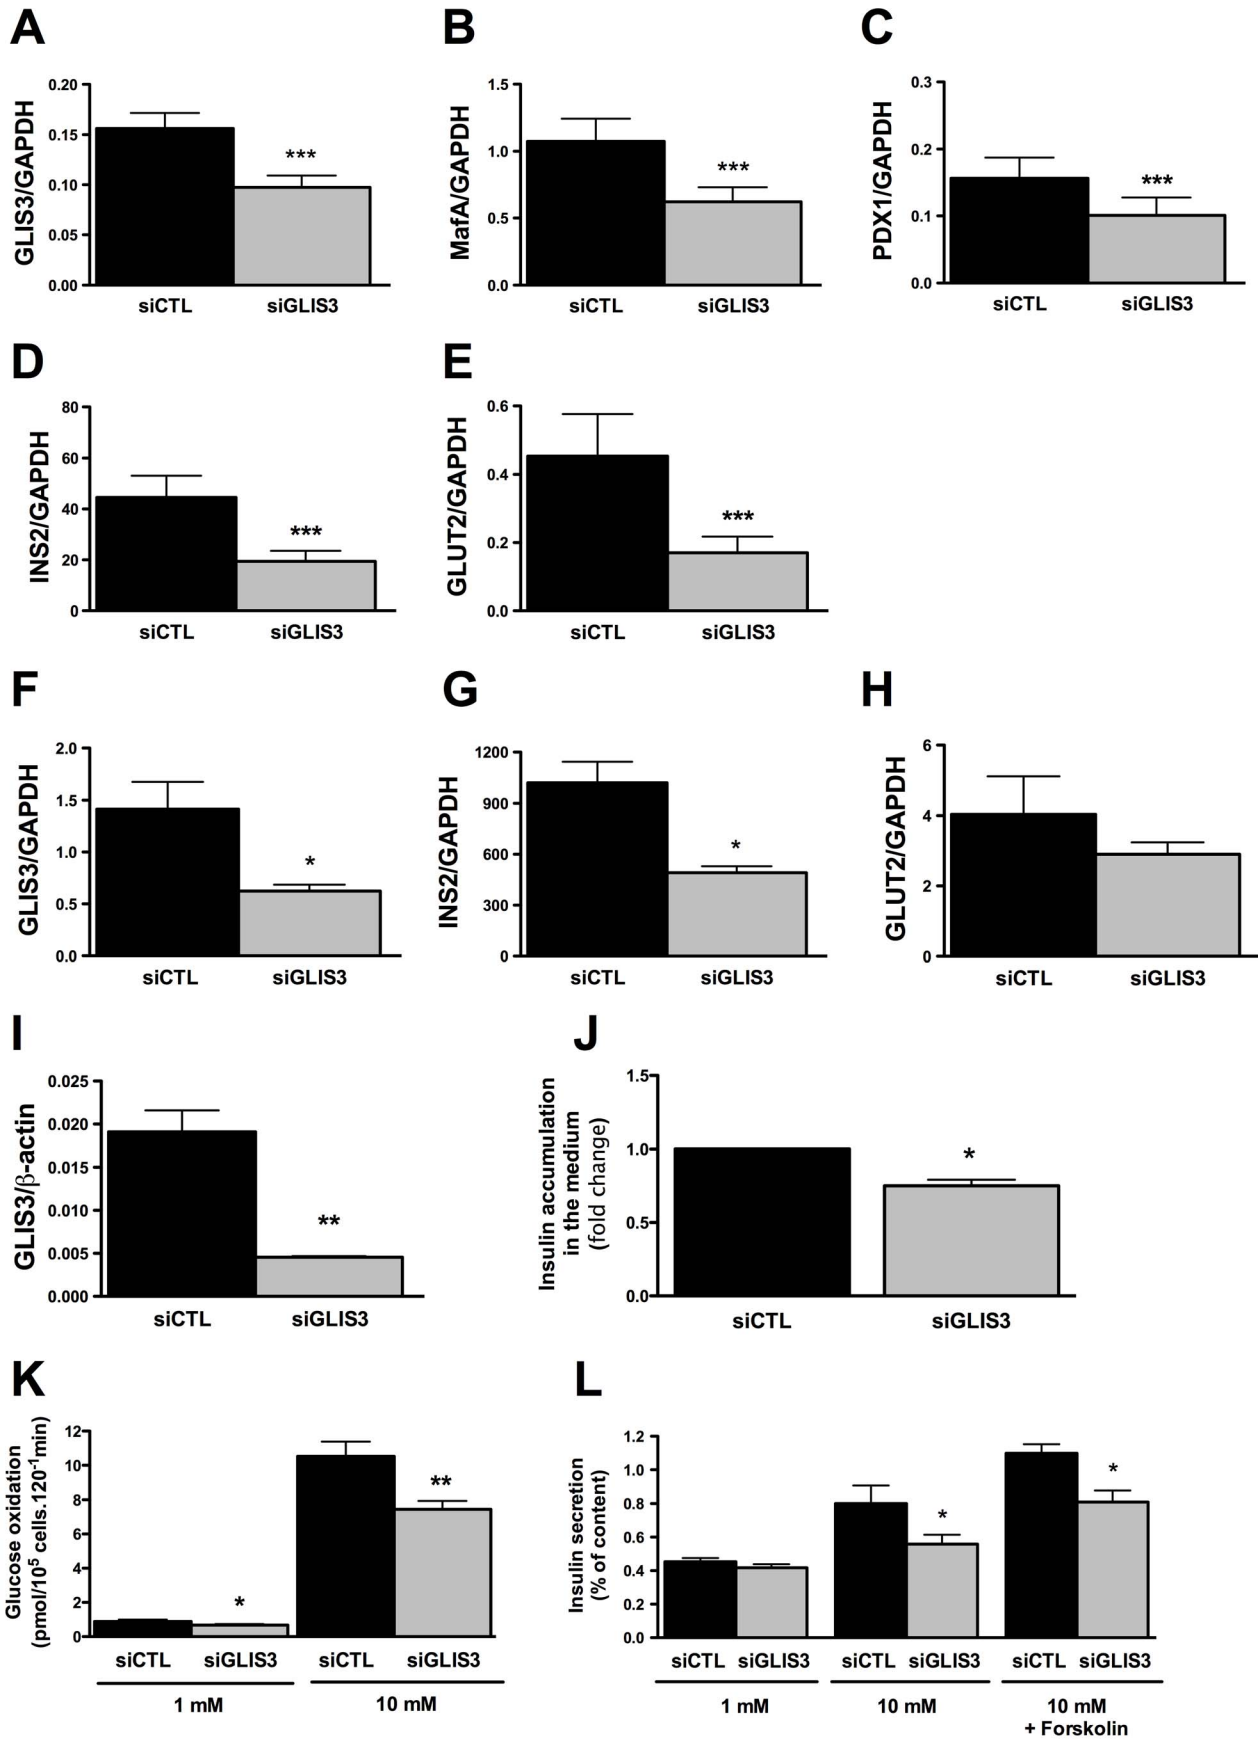 A
GLIS3/GAPDH
0.20
0.15
0.10
0.05
0.00
***
siCTL
siGLIS3
B
MafA/GAPDH
1.5
1.0
0.5
0.0
***
siCTL
siGLIS3
C
PDX1/GAPDH
0.3
0.2
0.1
0.0
***
siCTL
siGLIS3
D
INS2/GAPDH
80
60
40
20
0
***
siCTL
siGLIS3
E
GLUT2/GAPDH
0.6
0.4
0.2
0.0
***
siCTL
siGLIS3
F
GLIS3/GAPDH
2.0
1.5
1.0
0.5
0.0
*
siCTL
siGLIS3
G
INS2/GAPDH
1200
900
600
300
0
*
siCTL
siGLIS3
H
GLUT2/GAPDH
6
4
2
0
siCTL
siGLIS3
I
GLIS3/β-actin
0.025
0.020
0.015
0.010
0.005
0.000
**
siCTL
siGLIS3
J
Insulin accumulation
in the medium
(fold change)
1.5
1.0
0.5
0.0
*
siCTL
siGLIS3
K
Glucose oxidation
(pmol/10⁵ cells.120⁻¹min)
12
10
8
6
4
2
0
*
**
siCTL siGLIS3 siCTL siGLIS3
1 mM 10 mM
L
Insulin secretion
(% of content)
1.2
1.0
0.8
0.6
0.4
0.2
0.0
*
*
siCTL siGLIS3 siCTL siGLIS3 siCTL siGLIS3
1 mM 10 mM 10 mM
+ Forskolin